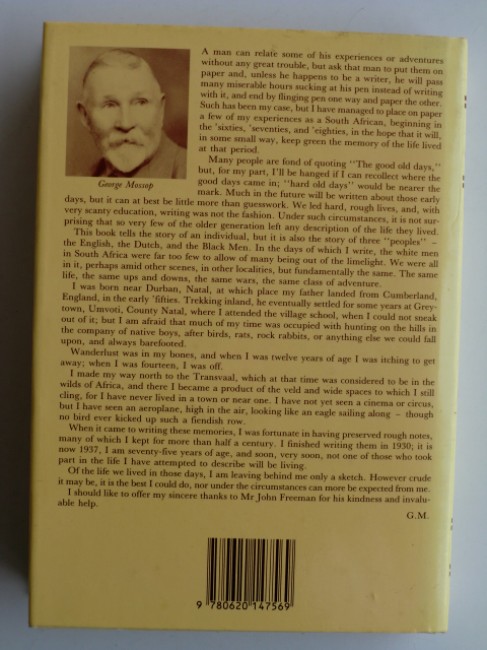 A man can relate some of his experiences or adventures
without any great trouble, but ask that man to put them on
paper and, unless he happens to be a writer, he will pass
many miserable hours sucking at his pen instead of writing
with it, and end by flinging pen one way and paper the other.
Such has been my case, but I have managed to place on paper
a few of my experiences as a South African, beginning in
the 'sixties, 'seventies, and 'eighties, in the hope that it will,
in some small way, keep green the memory of the life lived
at that period.
Many people are fond of quoting "The good old days,"
but, for my part, I'll be hanged if I can recollect where the
good days came in; "hard old days" would be nearer the
mark. Much in the future will be written about those early
days, but it can at best be little more than guesswork. We led hard, rough lives, and, with
very scanty education, writing was not the fashion. Under such circumstances, it is not sur-
prising that so very few of the older generation left any description of the life they lived.
This book tells the story of an individual, but it is also the story of three "peoples" –
the English, the Dutch, and the Black Men. In the days of which I write, the white men
in South Africa were far too few to allow of many being out of the limelight. We were all
in it, perhaps amid other scenes, in other localities, but fundamentally the same. The same
life, the same ups and downs, the same wars, the same class of adventure.
I was born near Durban, Natal, at which place my father landed from Cumberland,
England, in the early 'fifties. Trekking inland, he eventually settled for some years at Grey-
town, Umvoti, County Natal, where I attended the village school, when I could not sneak
out of it; but I am afraid that much of my time was occupied with hunting on the hills in
the company of native boys, after birds, rats, rock rabbits, or anything else we could fall
upon, and always barefooted.
Wanderlust was in my bones, and when I was twelve years of age I was itching to get
away; when I was fourteen, I was off.
I made my way north to the Transvaal, which at that time was considered to be in the
wilds of Africa, and there I became a product of the veld and wide spaces to which I still
cling, for I have never lived in a town or near one. I have not yet seen a cinema or circus,
but I have seen an aeroplane, high in the air, looking like an eagle sailing along – though
no bird ever kicked up such a fiendish row.
When it came to writing these memories, I was fortunate in having preserved rough notes,
many of which I kept for more than half a century. I finished writing them in 1930; it is
now 1937, I am seventy-five years of age, and soon, very soon, not one of those who took
part in the life I have attempted to describe will be living.
Of the life we lived in those days, I am leaving behind me only a sketch. However crude
it may be, it is the best I could do, nor under the circumstances can more be expected from me.
I should like to offer my sincere thanks to Mr John Freeman for his kindness and invalu-
able help.
G.M.
George Mossop
9 780620 147569